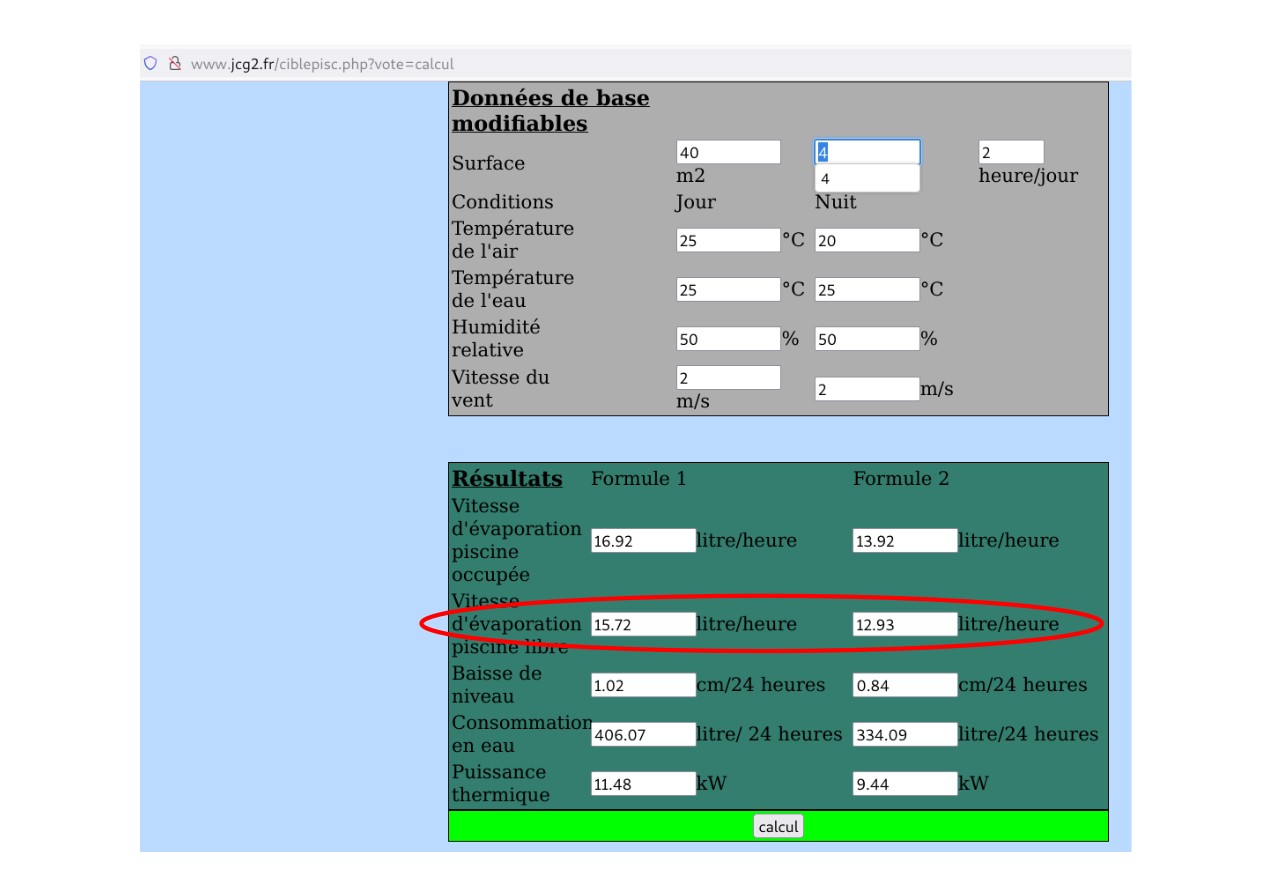 www.jcg2.fr/ciblepisc.php?vote=calcul
Données de base
modifiables
Surface 40 m2 4 2 heure/jour
4
Conditions Jour Nuit
Température de l'air 25 °C 20 °C
Température de l'eau 25 °C 25 °C
Humidité relative 50 % 50 %
Vitesse du vent 2 m/s 2 m/s
Résultats Formule 1 Formule 2
Vitesse d'évaporation piscine occupée 16.92 litre/heure 13.92 litre/heure
Vitesse d'évaporation piscine libre 15.72 litre/heure 12.93 litre/heure
Baisse de niveau 1.02 cm/24 heures 0.84 cm/24 heures
Consommation en eau 406.07 litre/ 24 heures 334.09 litre/24 heures
Puissance thermique 11.48 kW 9.44 kW
calcul